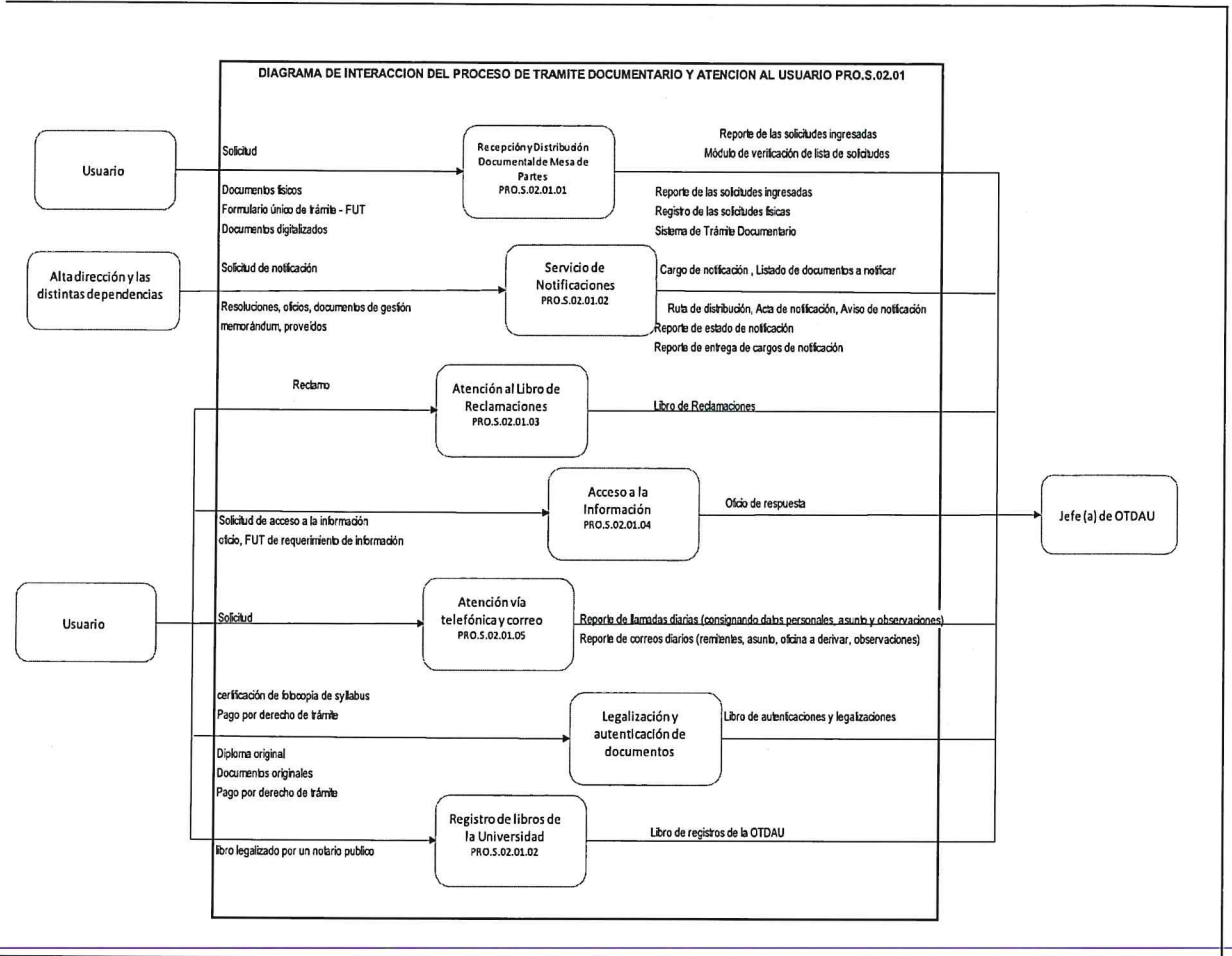 DIAGRAMA DE INTERACCION DEL PROCESO DE TRAMITE DOCUMENTARIO Y ATENCION AL USUARIO PRO.S.02.01
Usuario
Solicitud
Documentos físicos
Formulario único de trámite - FUT
Documentos digitalizados
Recepción y Distribución
Documental de Mesa de
Partes
PRO.S.02.01.01
Reporte de las solicitudes ingresadas
Módulo de verificación de lista de solicitudes
Reporte de las solicitudes ingresadas
Registro de las solicitudes físicas
Sistema de Trámite Documentario
Alta dirección y las
distintas dependencias
Solicitud de notificación
Resoluciones, oficios, documentos de gestión
memorándum, proveídos
Servicio de
Notificaciones
PRO.S.02.01.02
Cargo de notificación , Listado de documentos a notificar
Ruta de distribución, Acta de notificación, Aviso de notificación
Reporte de estado de notificación
Reporte de entrega de cargos de notificación
Reclamo
Atención al Libro de
Reclamaciones
PRO.S.02.01.03
Libro de Reclamaciones
Solicitud de acceso a la información
oficio, FUT de requerimiento de información
Acceso a la
Información
PRO.S.02.01.04
Oficio de respuesta
Jefe (a) de OTDAU
Usuario
Solicitud
Atención vía
telefónica y correo
PRO.S.02.01.05
Reporte de llamadas diarias (consignando datos personales, asunto y observaciones)
Reporte de correos diarios (remitentes, asunto, oficina a derivar, observaciones)
cerificación de fotocopia de syllabus
Pago por derecho de trámite
Diploma original
Documentos originales
Pago por derecho de trámite
Legalización y
autenticación de
documentos
Libro de autenticaciones y legalizaciones
libro legalizado por un notario publico
Registro de libros de
la Universidad
PRO.S.02.01.02
Libro de registros de la OTDAU